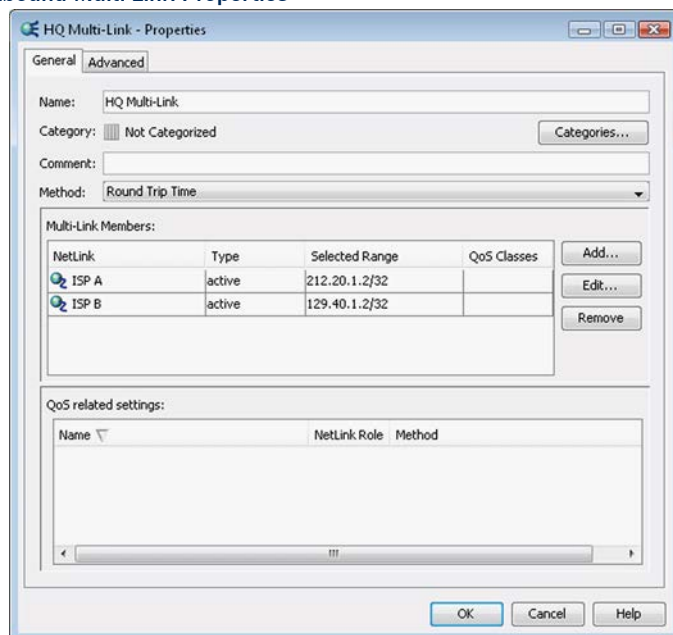 HQ Multi-Link - Properties
General Advanced
Name: HQ Multi-Link
Category: Not Categorized Categories...
Comment:
Method: Round Trip Time
Multi-Link Members:
NetLink Type Selected Range QoS Classes Add...
ISP A active 212.20.1.2/32 Edit...
ISP B active 129.40.1.2/32
Remove
QoS related settings:
Name NetLink Role Method
OK Cancel Help